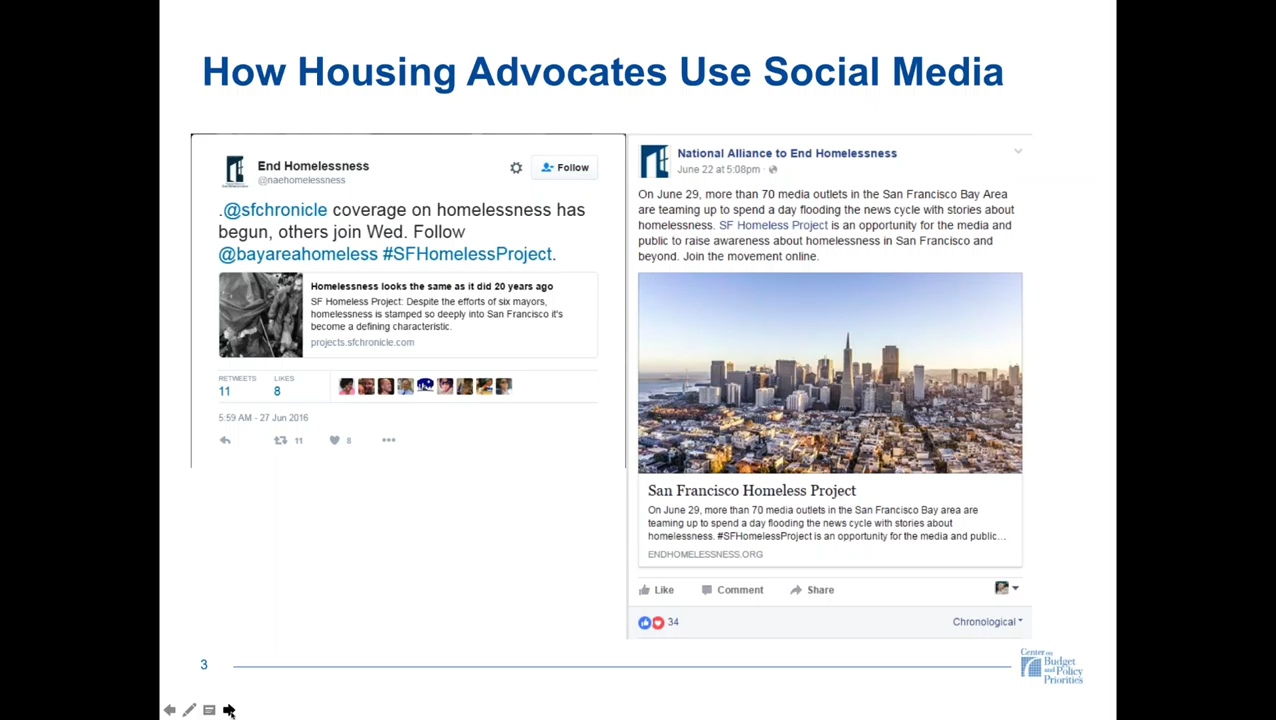 How Housing Advocates Use Social Media
End Homelessness
@naehomelessness
Follow
.@sfchronicle coverage on homelessness has
begun, others join Wed. Follow
@bayareahomeless #SFHomelessProject.
Homelessness looks the same as it did 20 years ago
SF Homeless Project: Despite the efforts of six mayors,
homelessness is stamped so deeply into San Francisco it's
become a defining characteristic.
projects.sfchronicle.com
RETWEETS
11
LIKES
8
5:59 AM - 27 Jun 2016
11
8
National Alliance to End Homelessness
June 22 at 5:08pm ·
On June 29, more than 70 media outlets in the San Francisco Bay Area
are teaming up to spend a day flooding the news cycle with stories about
homelessness. SF Homeless Project is an opportunity for the media and
public to raise awareness about homelessness in San Francisco and
beyond. Join the movement online.
San Francisco Homeless Project
On June 29, more than 70 media outlets in the San Francisco Bay area are
teaming up to spend a day flooding the news cycle with stories about
homelessness. #SFHomelessProject is an opportunity for the media and public...
ENDHOMELESSNESS.ORG
Like
Comment
Share
34
Chronological
3
Center on
Budget
and Policy
Priorities